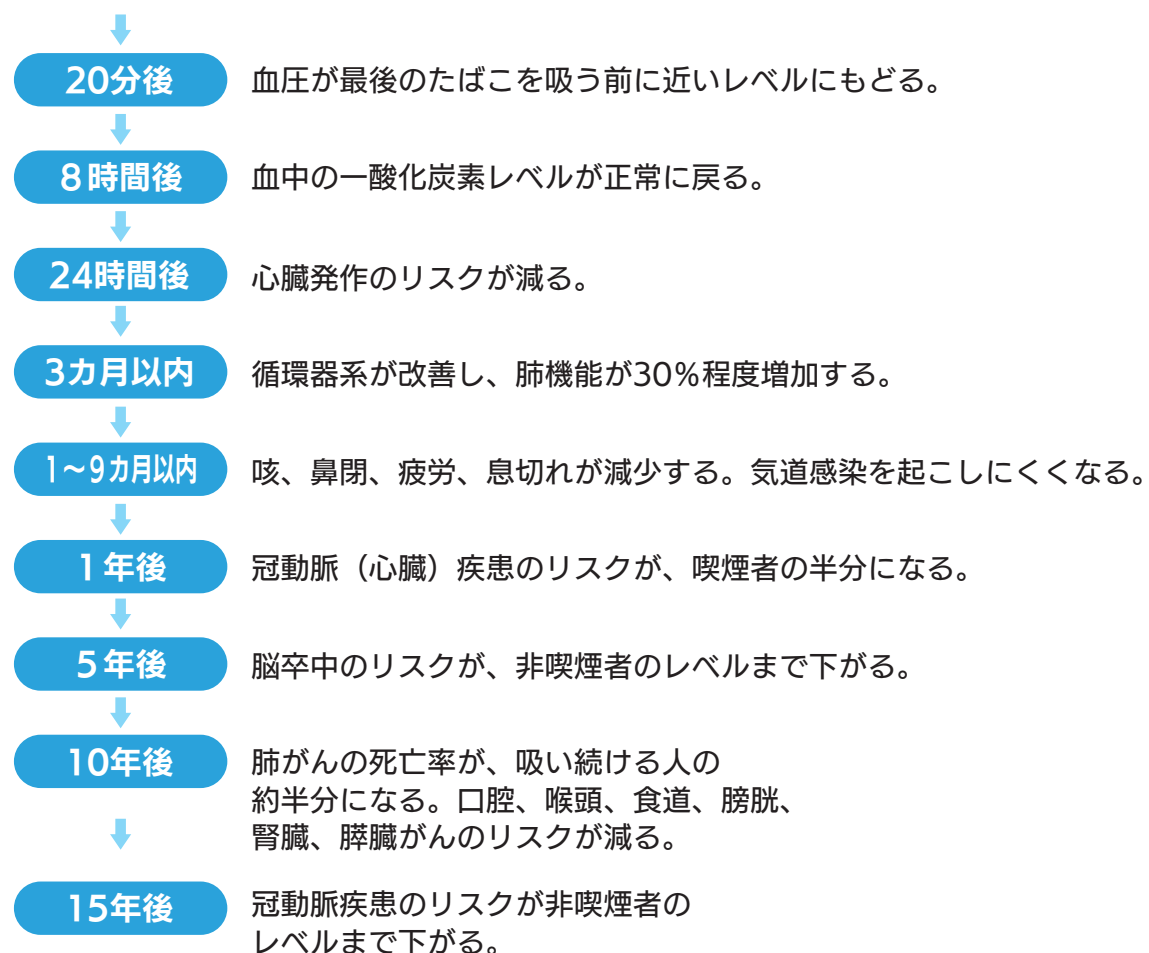 20分後
血圧が最後のたばこを吸う前に近いレベルにもどる。
8時間後
血中の一酸化炭素レベルが正常に戻る。
24時間後
心臓発作のリスクが減る。
3カ月以内
循環器系が改善し、肺機能が30%程度増加する。
1～9カ月以内
咳、鼻閉、疲労、息切れが減少する。気道感染を起こしにくくなる。
1年後
冠動脈（心臓）疾患のリスクが、喫煙者の半分になる。
5年後
脳卒中のリスクが、非喫煙者のレベルまで下がる。
10年後
肺がんの死亡率が、吸い続ける人の
約半分になる。口腔、喉頭、食道、膀胱、
腎臓、膵臓がんのリスクが減る。
15年後
冠動脈疾患のリスクが非喫煙者の
レベルまで下がる。